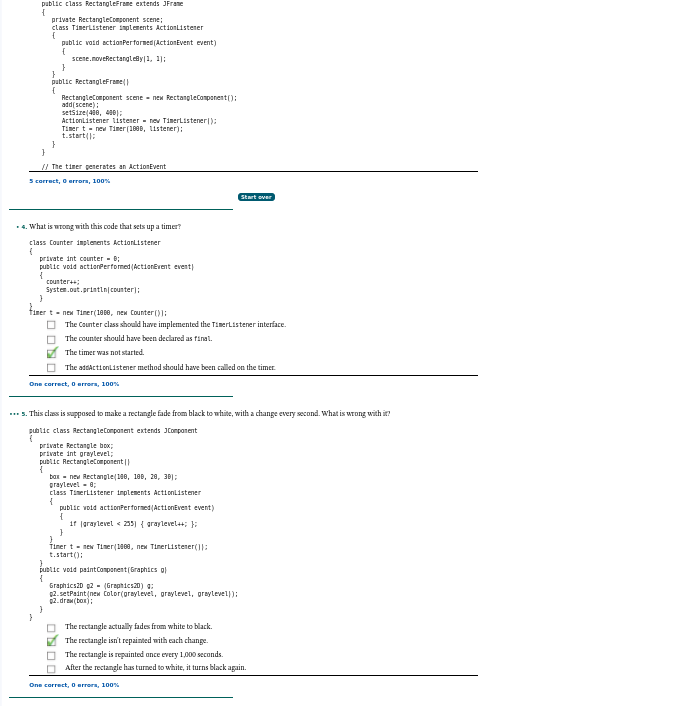 public class RectangleFrame extends JFrame
{
private RectangleComponent scene;
class TimerListener implements ActionListener
{
public void actionPerformed(ActionEvent event)
{
scene.moveRectangleBy(1, 1);
}
}
public RectangleFrame()
{
RectangleComponent scene = new RectangleComponent();
add(scene);
setSize(400, 400);
ActionListener listener = new TimerListener();
Timer t = new Timer(1000, listener);
t.start();
}
}
// The timer generates an ActionEvent
5 correct, 0 errors, 100%
Start over
• 4. What is wrong with this code that sets up a timer?
class Counter implements ActionListener
{
private int counter = 0;
public void actionPerformed(ActionEvent event)
{
counter++;
System.out.println(counter);
}
}
Timer t = new Timer(1000, new Counter());
The Counter class should have implemented the TimerListener interface.
The counter should have been declared as final.
The timer was not started.
The addActionListener method should have been called on the timer.
One correct, 0 errors, 100%
••• 5. This class is supposed to make a rectangle fade from black to white, with a change every second. What is wrong with it?
public class RectangleComponent extends JComponent
{
private Rectangle box;
private int graylevel;
public RectangleComponent()
{
box = new Rectangle(100, 100, 20, 30);
graylevel = 0;
class TimerListener implements ActionListener
{
public void actionPerformed(ActionEvent event)
{
if (graylevel < 255) { graylevel++; };
}
}
Timer t = new Timer(1000, new TimerListener());
t.start();
}
public void paintComponent(Graphics g)
{
Graphics2D g2 = (Graphics2D) g;
g2.setPaint(new Color(graylevel, graylevel, graylevel));
g2.draw(box);
}
}
The rectangle actually fades from white to black.
The rectangle isn't repainted with each change.
The rectangle is repainted once every 1,000 seconds.
After the rectangle has turned to white, it turns black again.
One correct, 0 errors, 100%